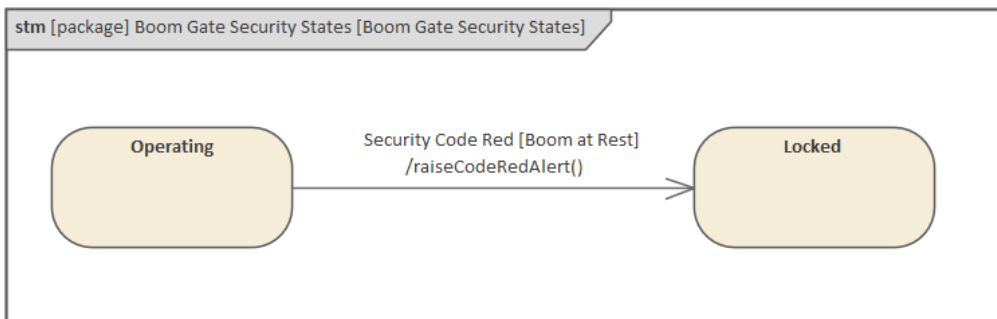 stm [package] Boom Gate Security States [Boom Gate Security States]
Operating
Security Code Red [Boom at Rest]
/raiseCodeRedAlert()
Locked